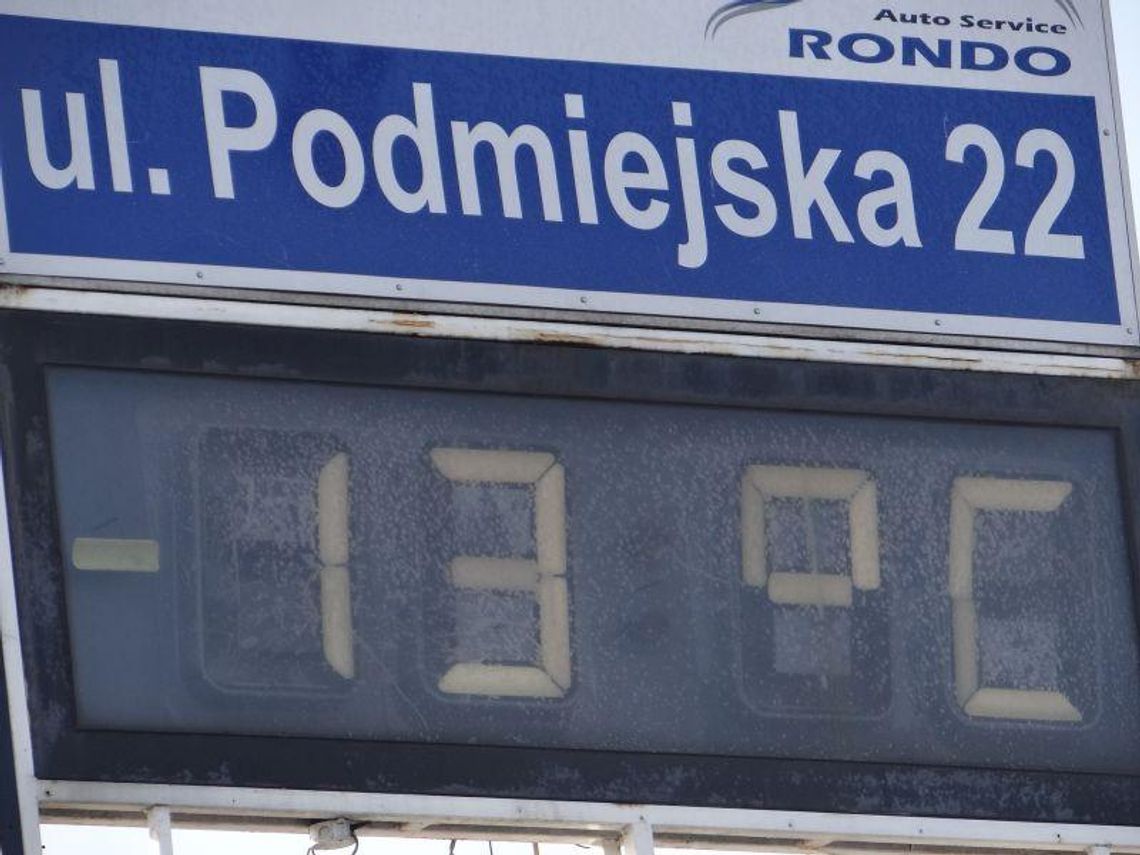 Auto Service
RONDO
ul. Podmiejska 22
-13°C